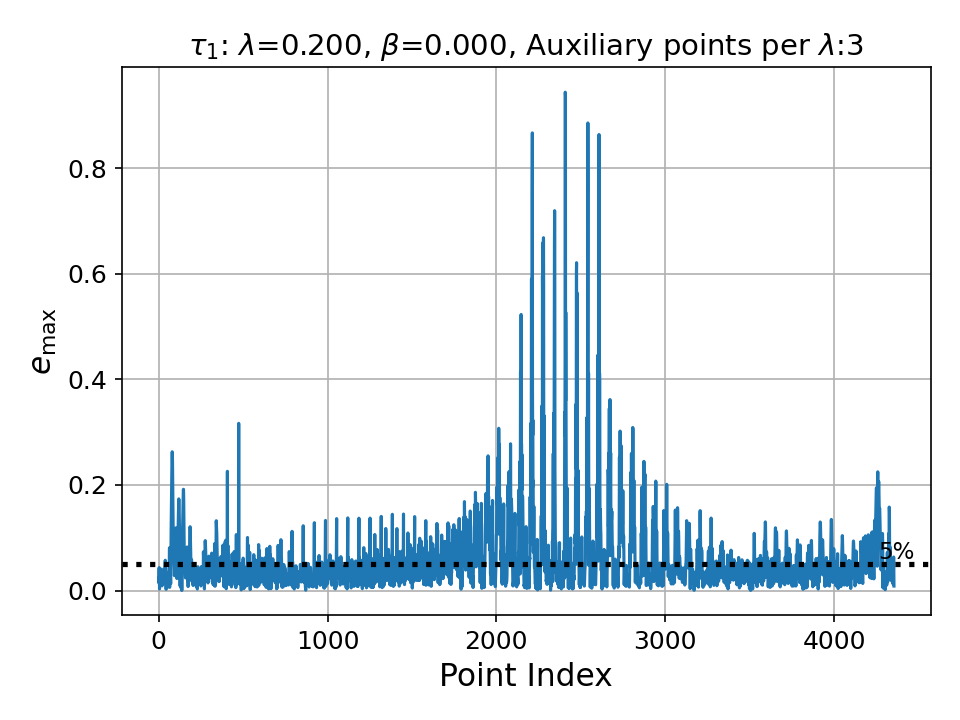 τ₁: λ=0.200, β=0.000, Auxiliary points per λ:3
e_max
0.8
0.6
0.4
0.2
0.0
5%
0 1000 2000 3000 4000
Point Index